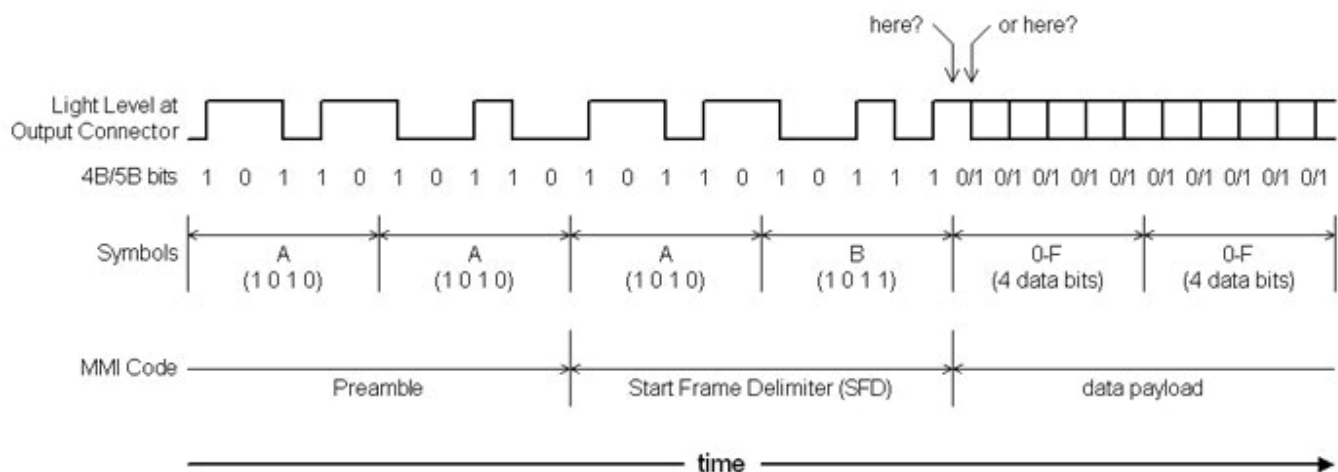 here? or here?
Light Level at
Output Connector
4B/5B bits 1 0 1 1 0 1 0 1 1 0 1 0 1 1 0 1 0 1 1 1 0/1 0/1 0/1 0/1 0/1 0/1 0/1 0/1 0/1 0/1
Symbols A A A B 0-F 0-F
(1 0 1 0) (1 0 1 0) (1 0 1 0) (1 0 1 1) (4 data bits) (4 data bits)
MMI Code
Preamble Start Frame Delimiter (SFD) data payload
time